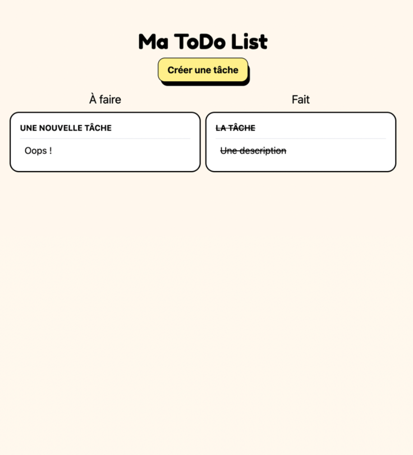 Ma ToDo List
Créer une tâche
À faire
Fait
UNE NOUVELLE TÂCHE
Oops !
LA TÂCHE
Une description